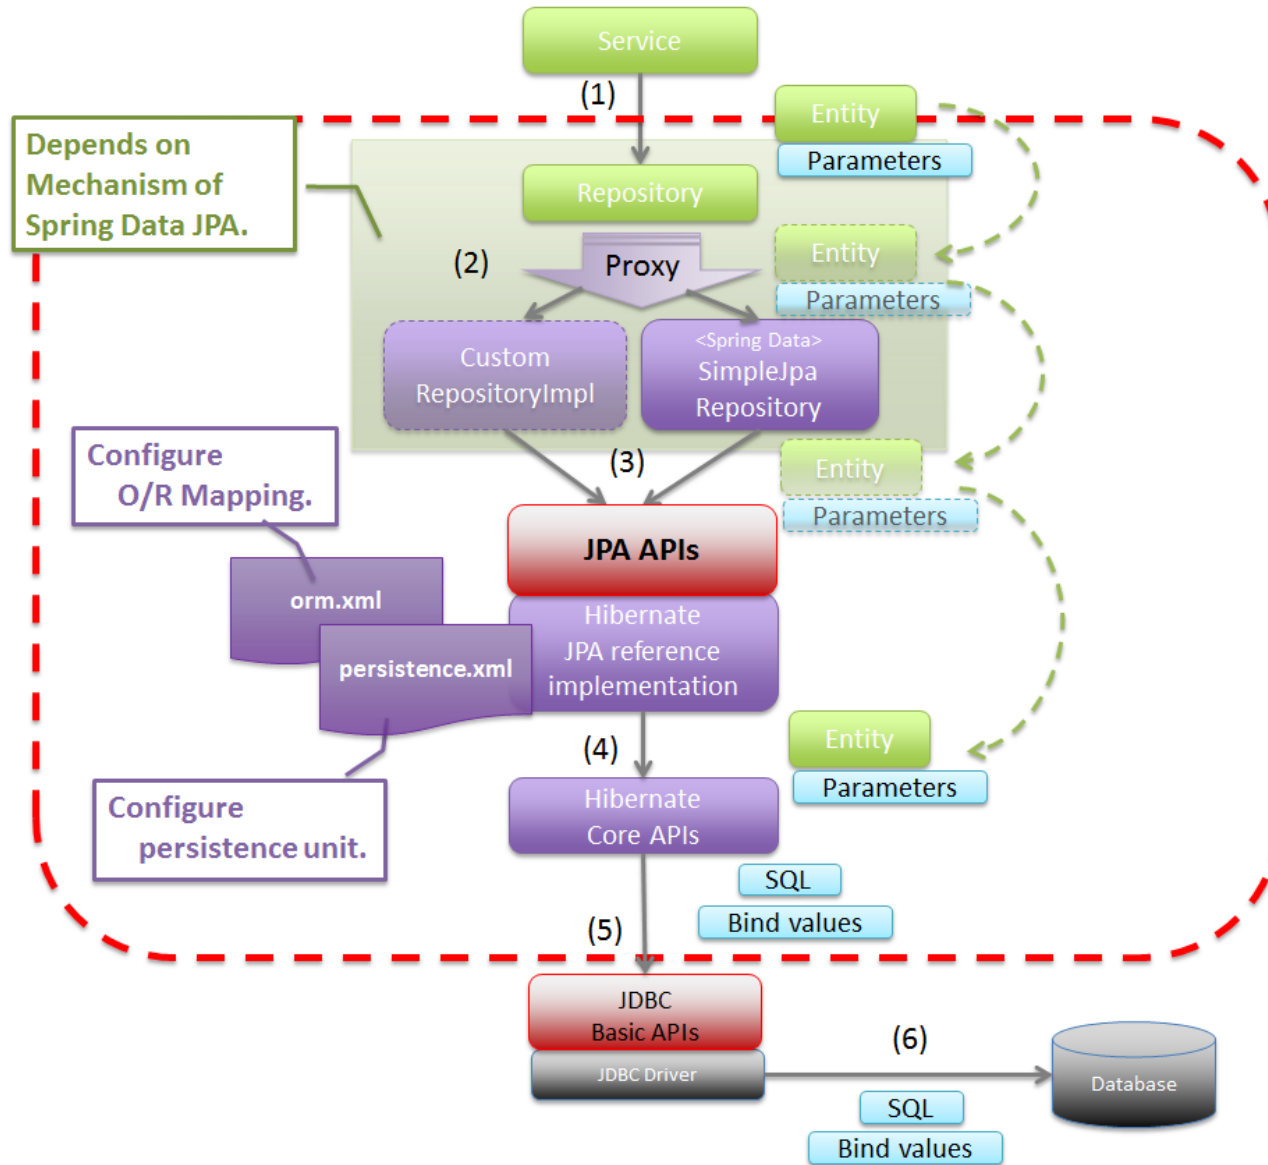 Service
(1)
Entity
Parameters
Depends on
Mechanism of
Spring Data JPA.
Repository
(2)
Proxy
Entity
Parameters
Custom
RepositoryImpl
<Spring Data>
SimpleJpa
Repository
(3)
Entity
Parameters
Configure
O/R Mapping.
JPA APIs
orm.xml
persistence.xml
Hibernate
JPA reference
implementation
(4)
Entity
Parameters
Configure
persistence unit.
Hibernate
Core APIs
SQL
Bind values
(5)
JDBC
Basic APIs
JDBC Driver
(6)
Database
SQL
Bind values